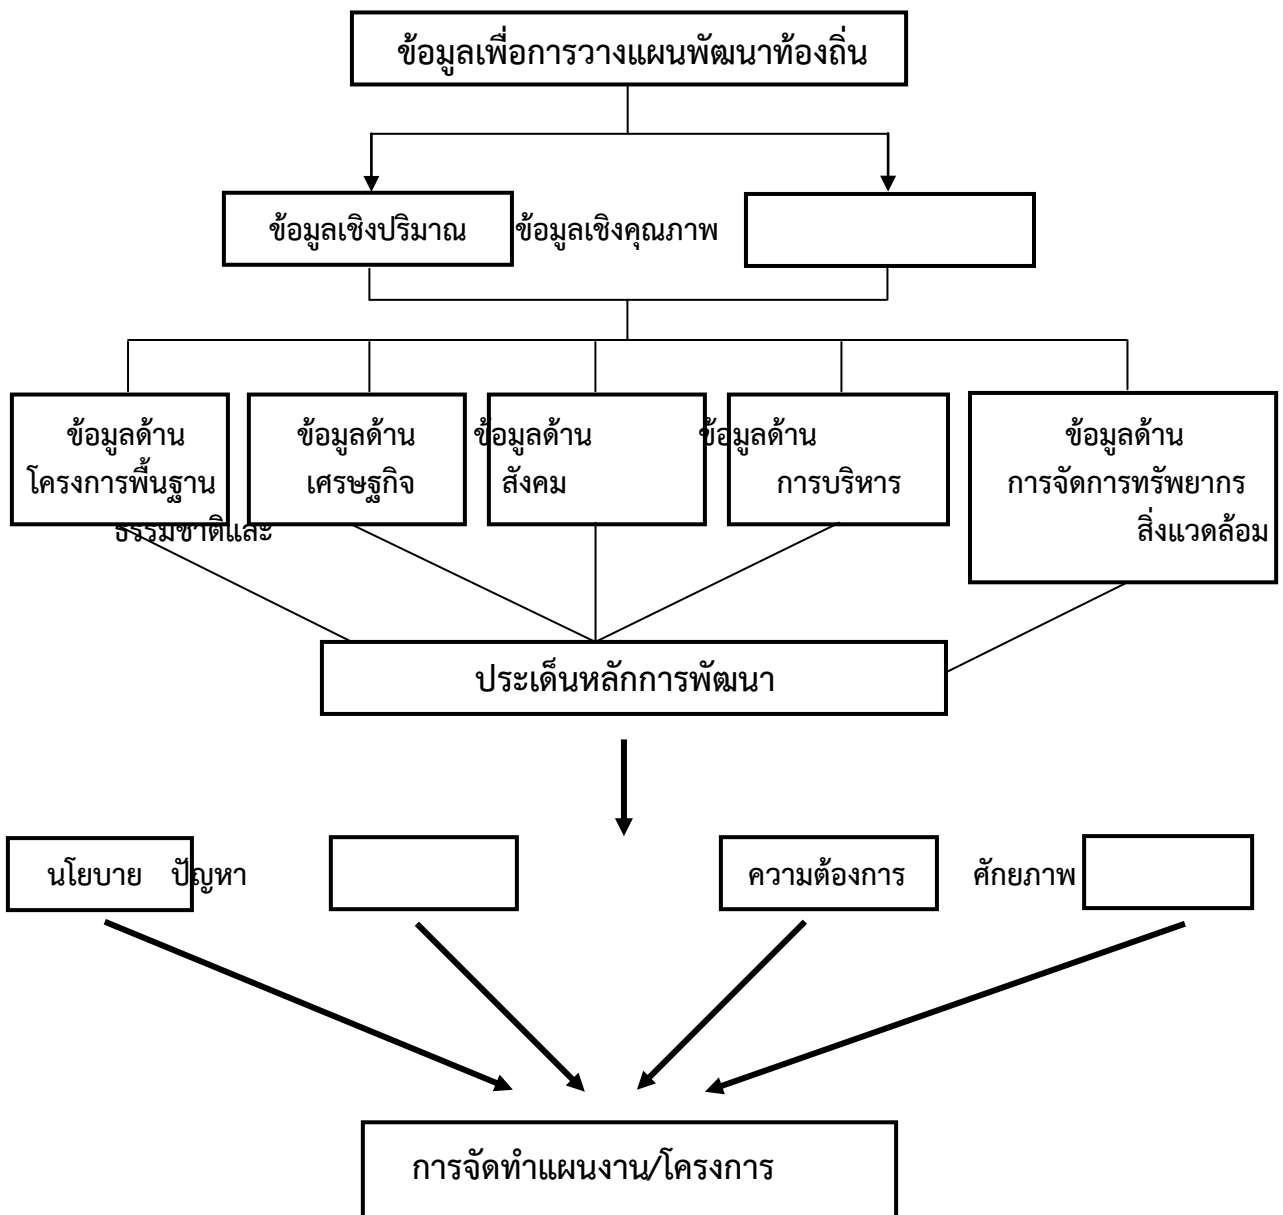 ข้อมูลเพื่อการวางแผนพัฒนาท้องถิ่น
ข้อมูลเชิงปริมาณ ข้อมูลเชิงคุณภาพ
ข้อมูลด้าน ข้อมูลด้าน ข้อมูลด้าน ข้อมูลด้าน ข้อมูลด้าน
โครงการพื้นฐาน เศรษฐกิจ สังคม การบริหาร การจัดการทรัพยากร
ธรรมชาติและ สิ่งแวดล้อม
ประเด็นหลักการพัฒนา
นโยบาย ปัญหา ความต้องการ ศักยภาพ
การจัดทำแผนงาน/โครงการ